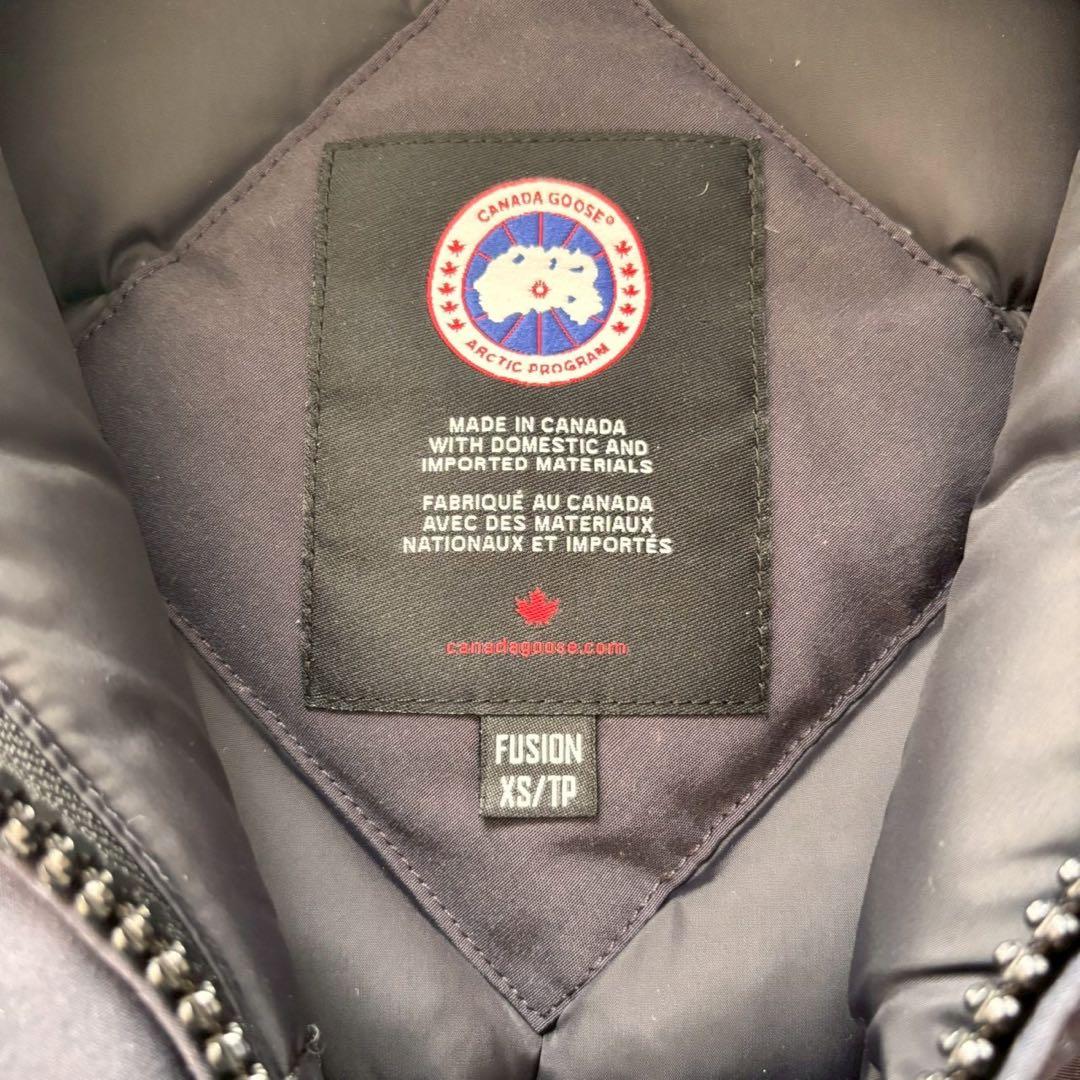 CANADA GOOSE®
ARCTIC PROGRAM
MADE IN CANADA
WITH DOMESTIC AND
IMPORTED MATERIALS
FABRIQUÉ AU CANADA
AVEC DES MATERIAUX
NATIONAUX ET IMPORTÉS
canadagoose.com
FUSION
XS/TP